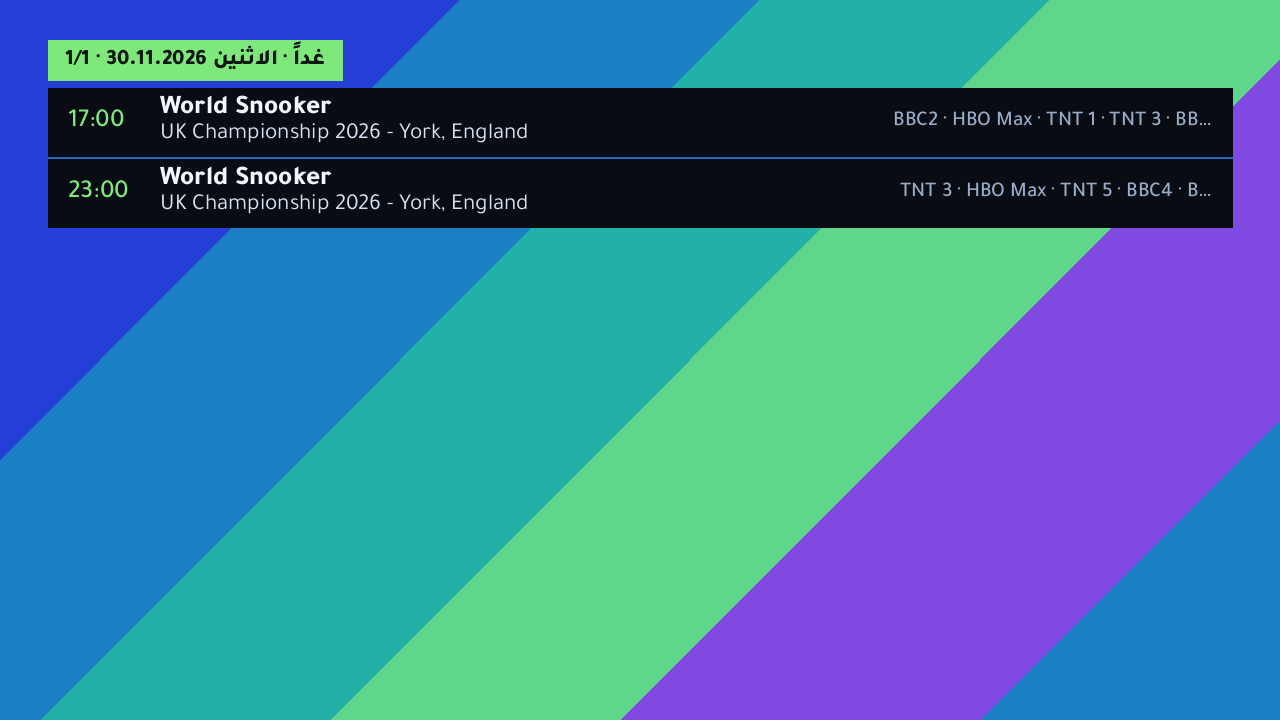 غداً · الاثنين 30.11.2026 · 1/1
17:00
World Snooker
UK Championship 2026 - York, England
BBC2 · HBO Max · TNT 1 · TNT 3 · BB...
23:00
World Snooker
UK Championship 2026 - York, England
TNT 3 · HBO Max · TNT 5 · BBC4 · B...